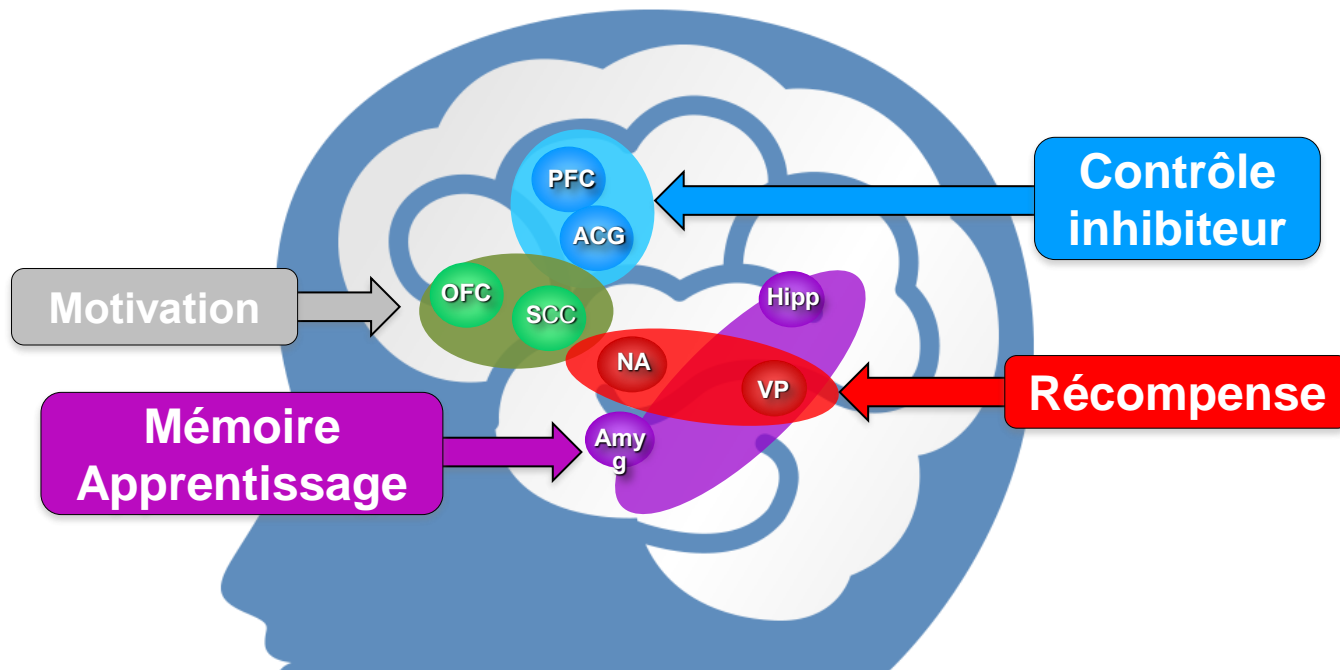 PFC
ACG
Contrôle
inhibiteur
Motivation
OFC
SCC
Hipp
NA
VP
Récompense
Mémoire
Apprentissage
Amy
g